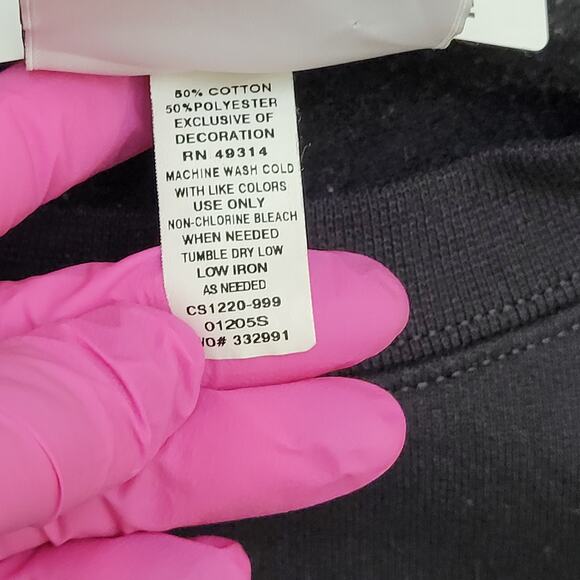 50% COTTON
50%POLYESTER
EXCLUSIVE OF
DECORATION
RN 49314
MACHINE WASH COLD
WITH LIKE COLORS
USE ONLY
NON-CHLORINE BLEACH
WHEN NEEDED
TUMBLE DRY LOW
LOW IRON
AS NEEDED
CS1220-999
01205S
WO# 332991